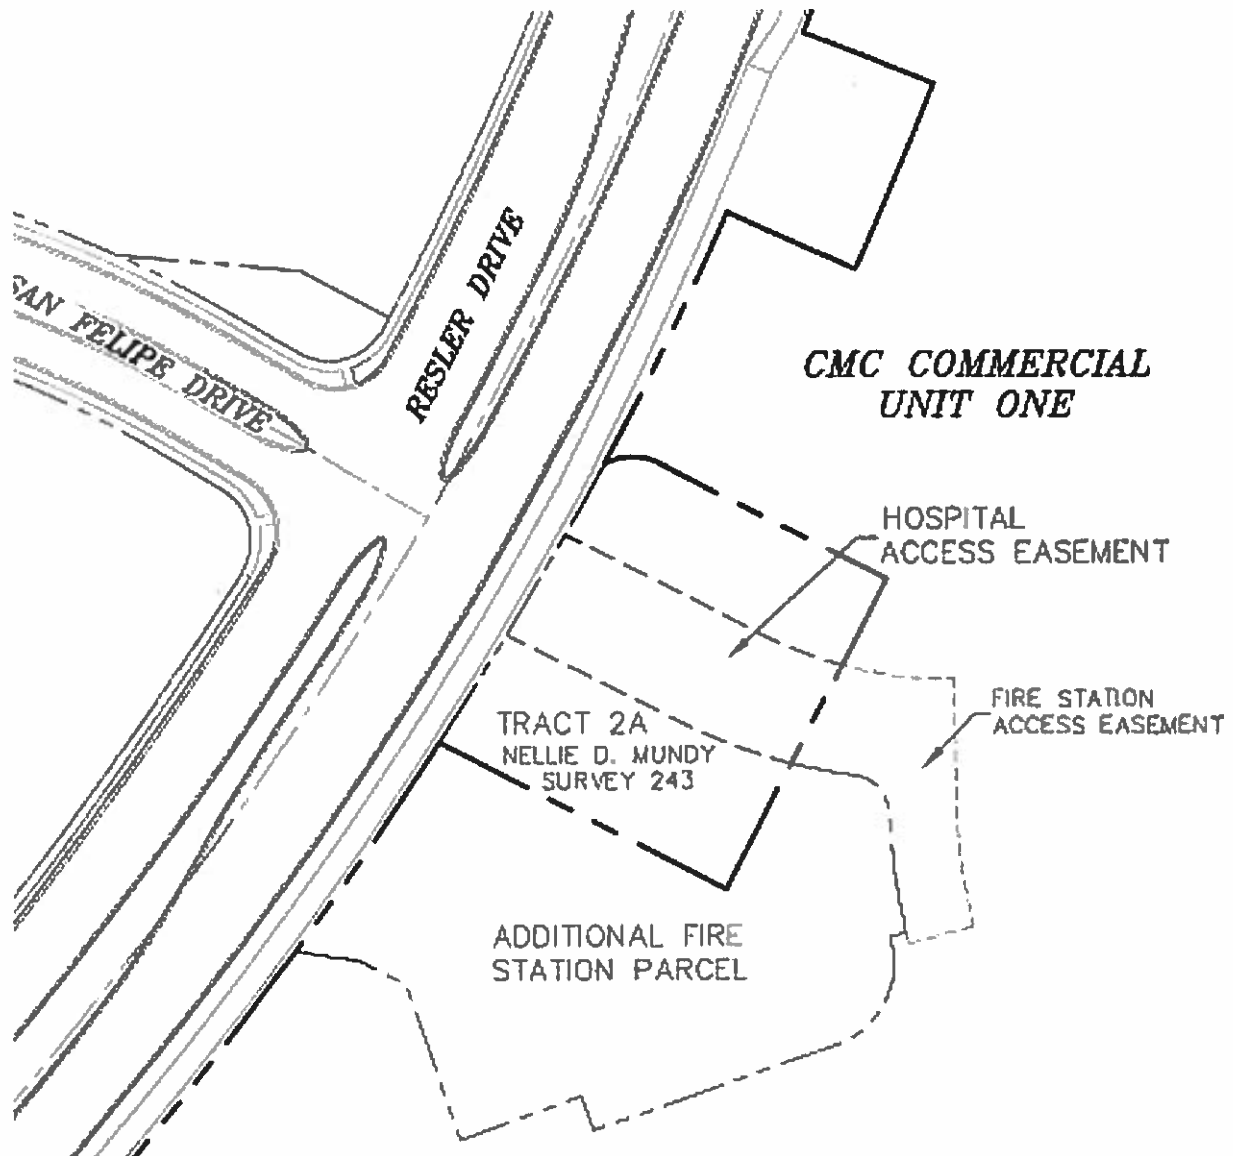 RESLER DRIVE
SAN FELIPE DRIVE
CMC COMMERCIAL
UNIT ONE
HOSPITAL
ACCESS EASEMENT
FIRE STATION
ACCESS EASEMENT
TRACT 2A
NELLIE D. MUNDY
SURVEY 243
ADDITIONAL FIRE
STATION PARCEL